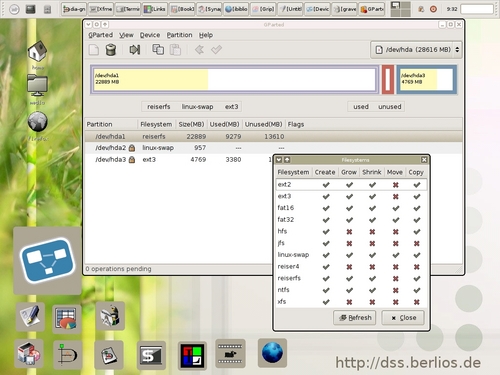 [Xfme
[Termi
Links
[Book]
[Syna
[biblio
[Grip]
[Untitl
[Devic
[grave
GParte
9:32
GParted
GParted View Device Partition Help
/dev/hda (28616 MB)
/dev/hda1
22889 MB
/dev/hda3
4769 MB
reiserfs linux-swap ext3 used unused
Partition Filesystem Size(MB) Used(MB) Unused(MB) Flags
/dev/hda1 reiserfs 22889 9279 13610
/dev/hda2 linux-swap 957 --- ---
/dev/hda3 ext3 4769 3380
0 operations pending
Filesystems
Filesystem Create Grow Shrink Move Copy
ext2
ext3
fat16
fat32
hfs
jfs
linux-swap
reiser4
reiserfs
ntfs
xfs
Refresh Close
home
media
http://dss.berlios.de